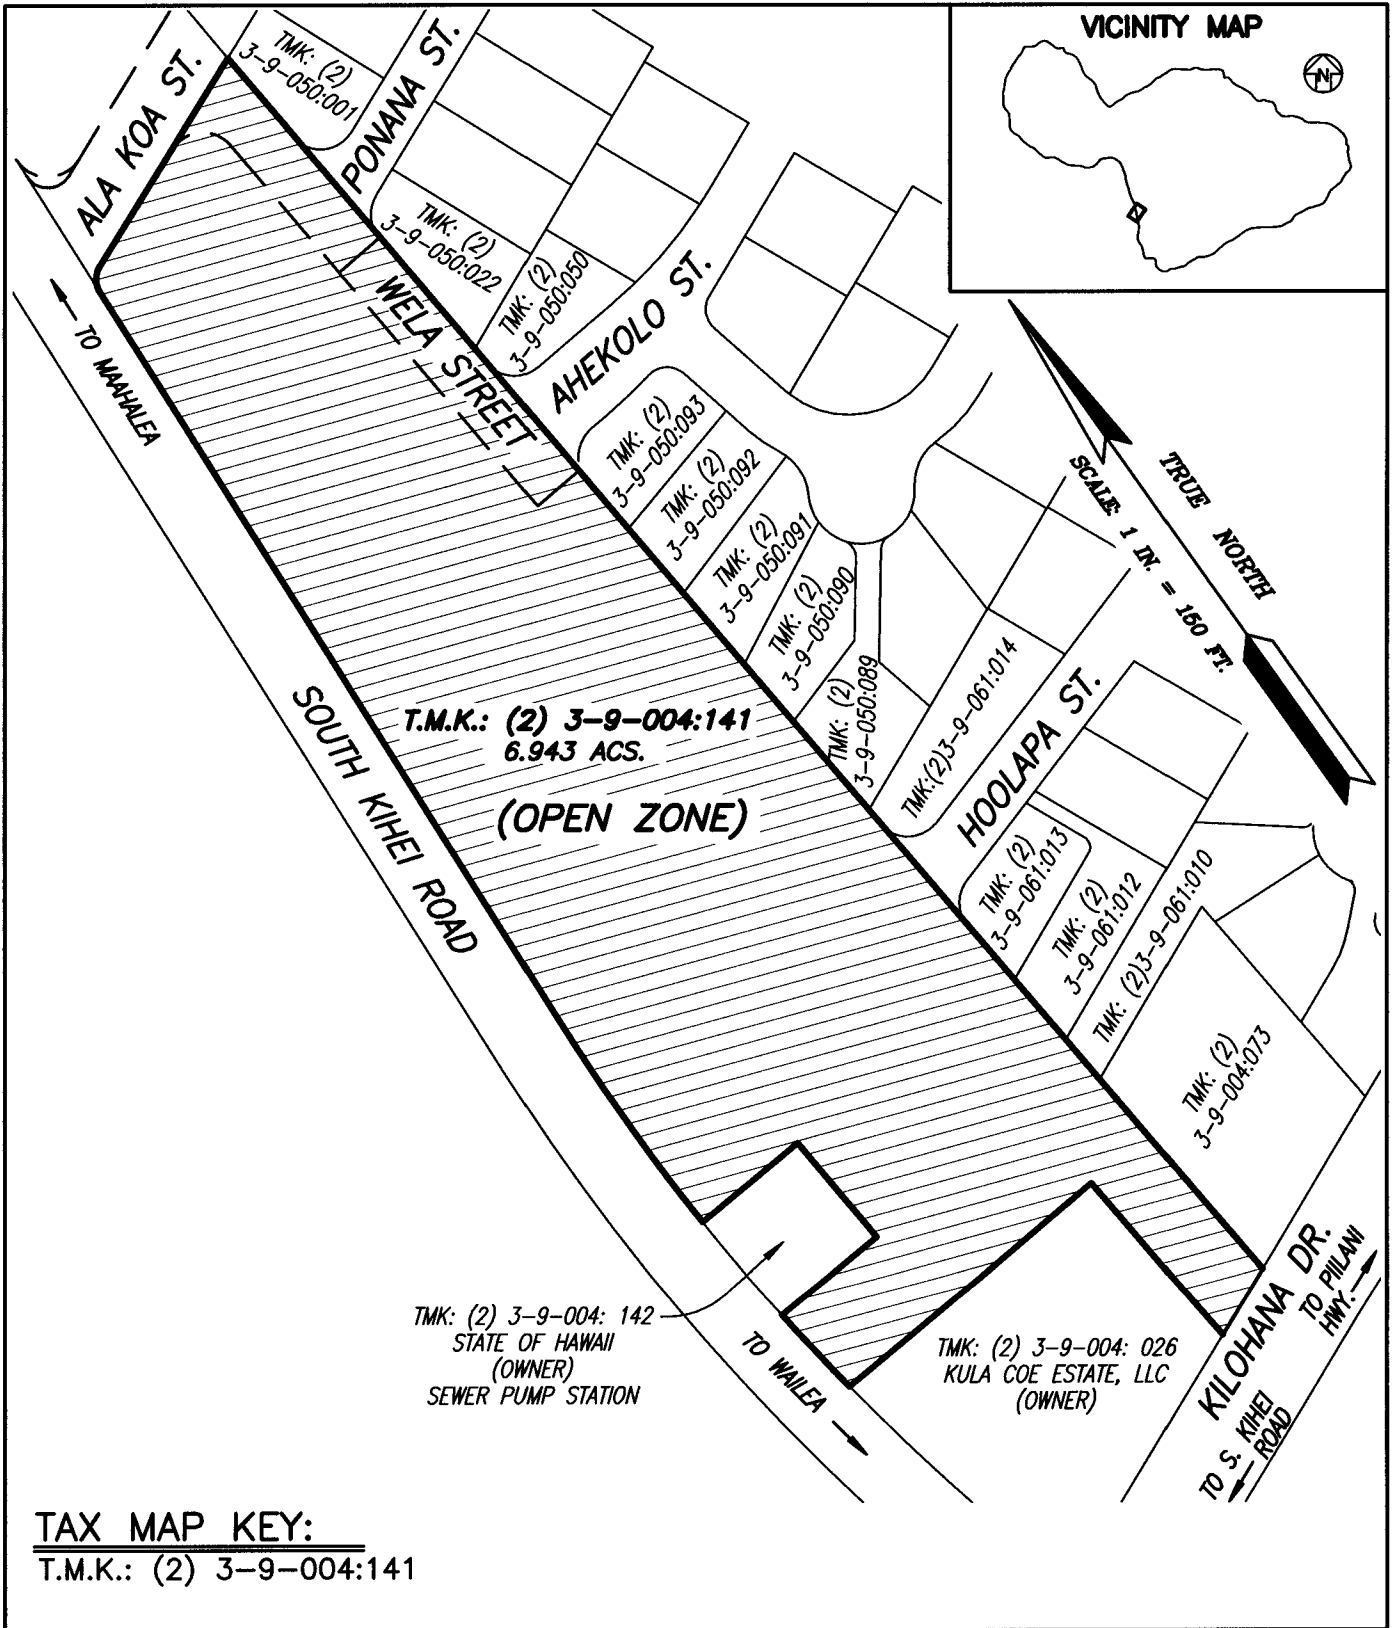 VICINITY MAP
N
ALA KOA ST.
TMK: (2)
3-9-050:001
PONANA ST.
TMK: (2)
3-9-050:022
TMK: (2)
3-9-050:050
AHEKOLO ST.
WELA STREET
TO MAAHALEA
TMK: (2)
3-9-050:093
TMK: (2)
3-9-050:092
TMK: (2)
3-9-050:091
TMK: (2)
3-9-050:090
TMK: (2)
3-9-050:089
TMK:(2)3-9-061:014
TRUE NORTH
SCALE: 1 IN. = 150 FT.
HOOLAPA ST.
SOUTH KIHEI ROAD
T.M.K.: (2) 3-9-004:141
6.943 ACS.
(OPEN ZONE)
TMK: (2)
3-9-061:013
TMK: (2)
3-9-061:012
TMK: (2)3-9-061:010
TMK: (2)
3-9-004:073
KILOHANA DR.
TO PIILANI
HWY.
TO S. KIHEI
ROAD
TMK: (2) 3-9-004: 142
STATE OF HAWAII
(OWNER)
SEWER PUMP STATION
TO WAILEA
TMK: (2) 3-9-004: 026
KULA COE ESTATE, LLC
(OWNER)
TAX MAP KEY:
T.M.K.: (2) 3-9-004:141